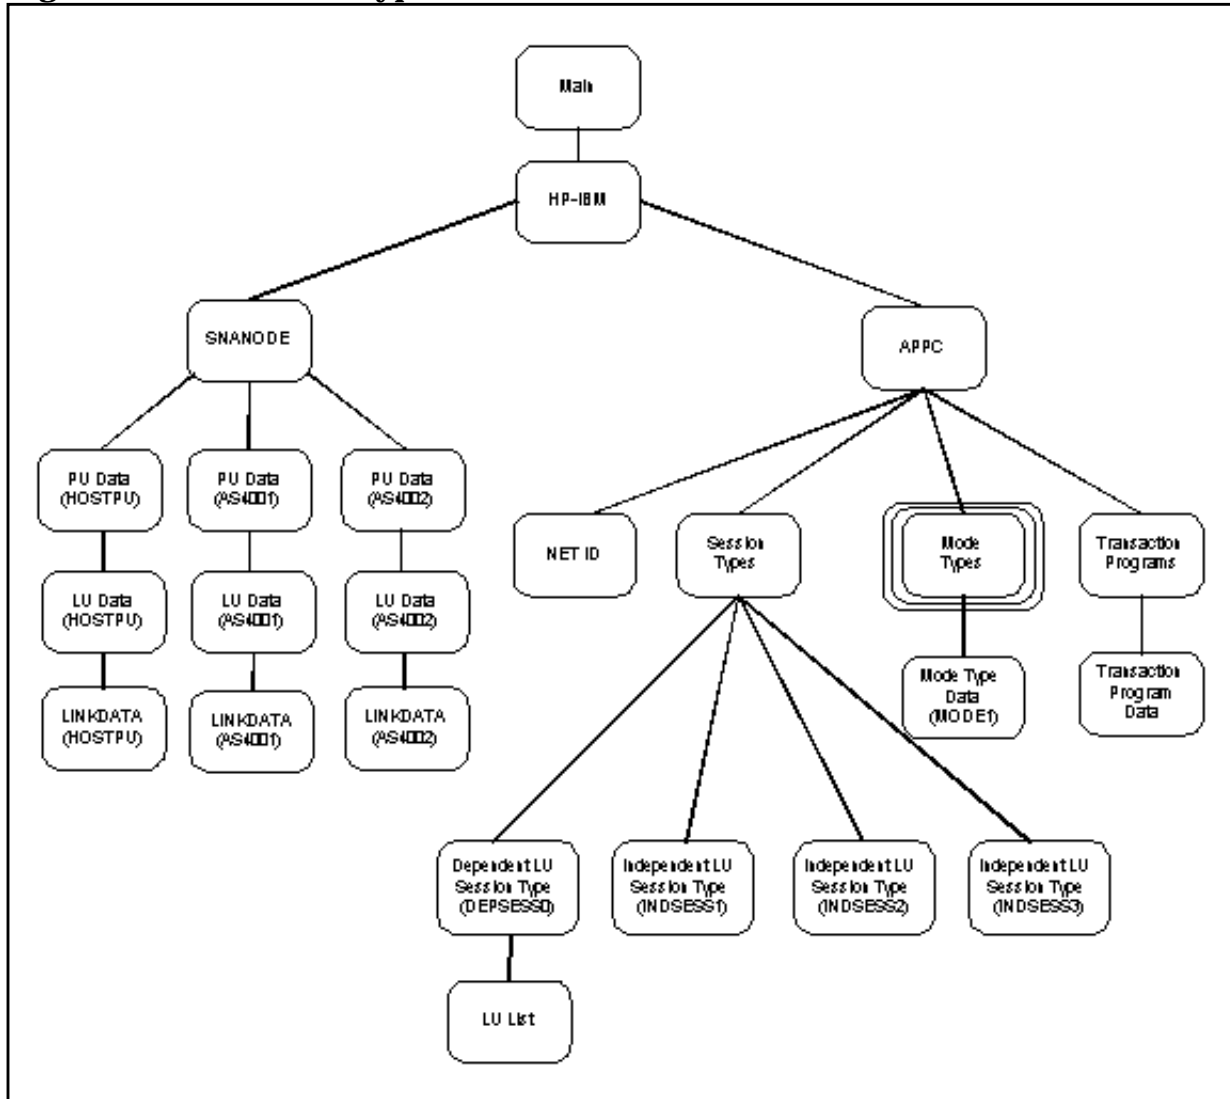 Main
HP-IBM
SNANODE
APPC
PU Data
(HOSTPU)
PU Data
(AS4001)
PU Data
(AS4002)
NET ID
Session
Types
Mode
Types
Transaction
Programs
LU Data
(HOSTPU)
LU Data
(AS4001)
LU Data
(AS4002)
Mode Type
Data
(MODE1)
Transaction
Program
Data
LINKDATA
(HOSTPU)
LINKDATA
(AS4001)
LINKDATA
(AS4002)
Dependent LU
Session Type
(DEPSESS0)
Independent LU
Session Type
(INDSESS1)
Independent LU
Session Type
(INDSESS2)
Independent LU
Session Type
(INDSESS3)
LU List